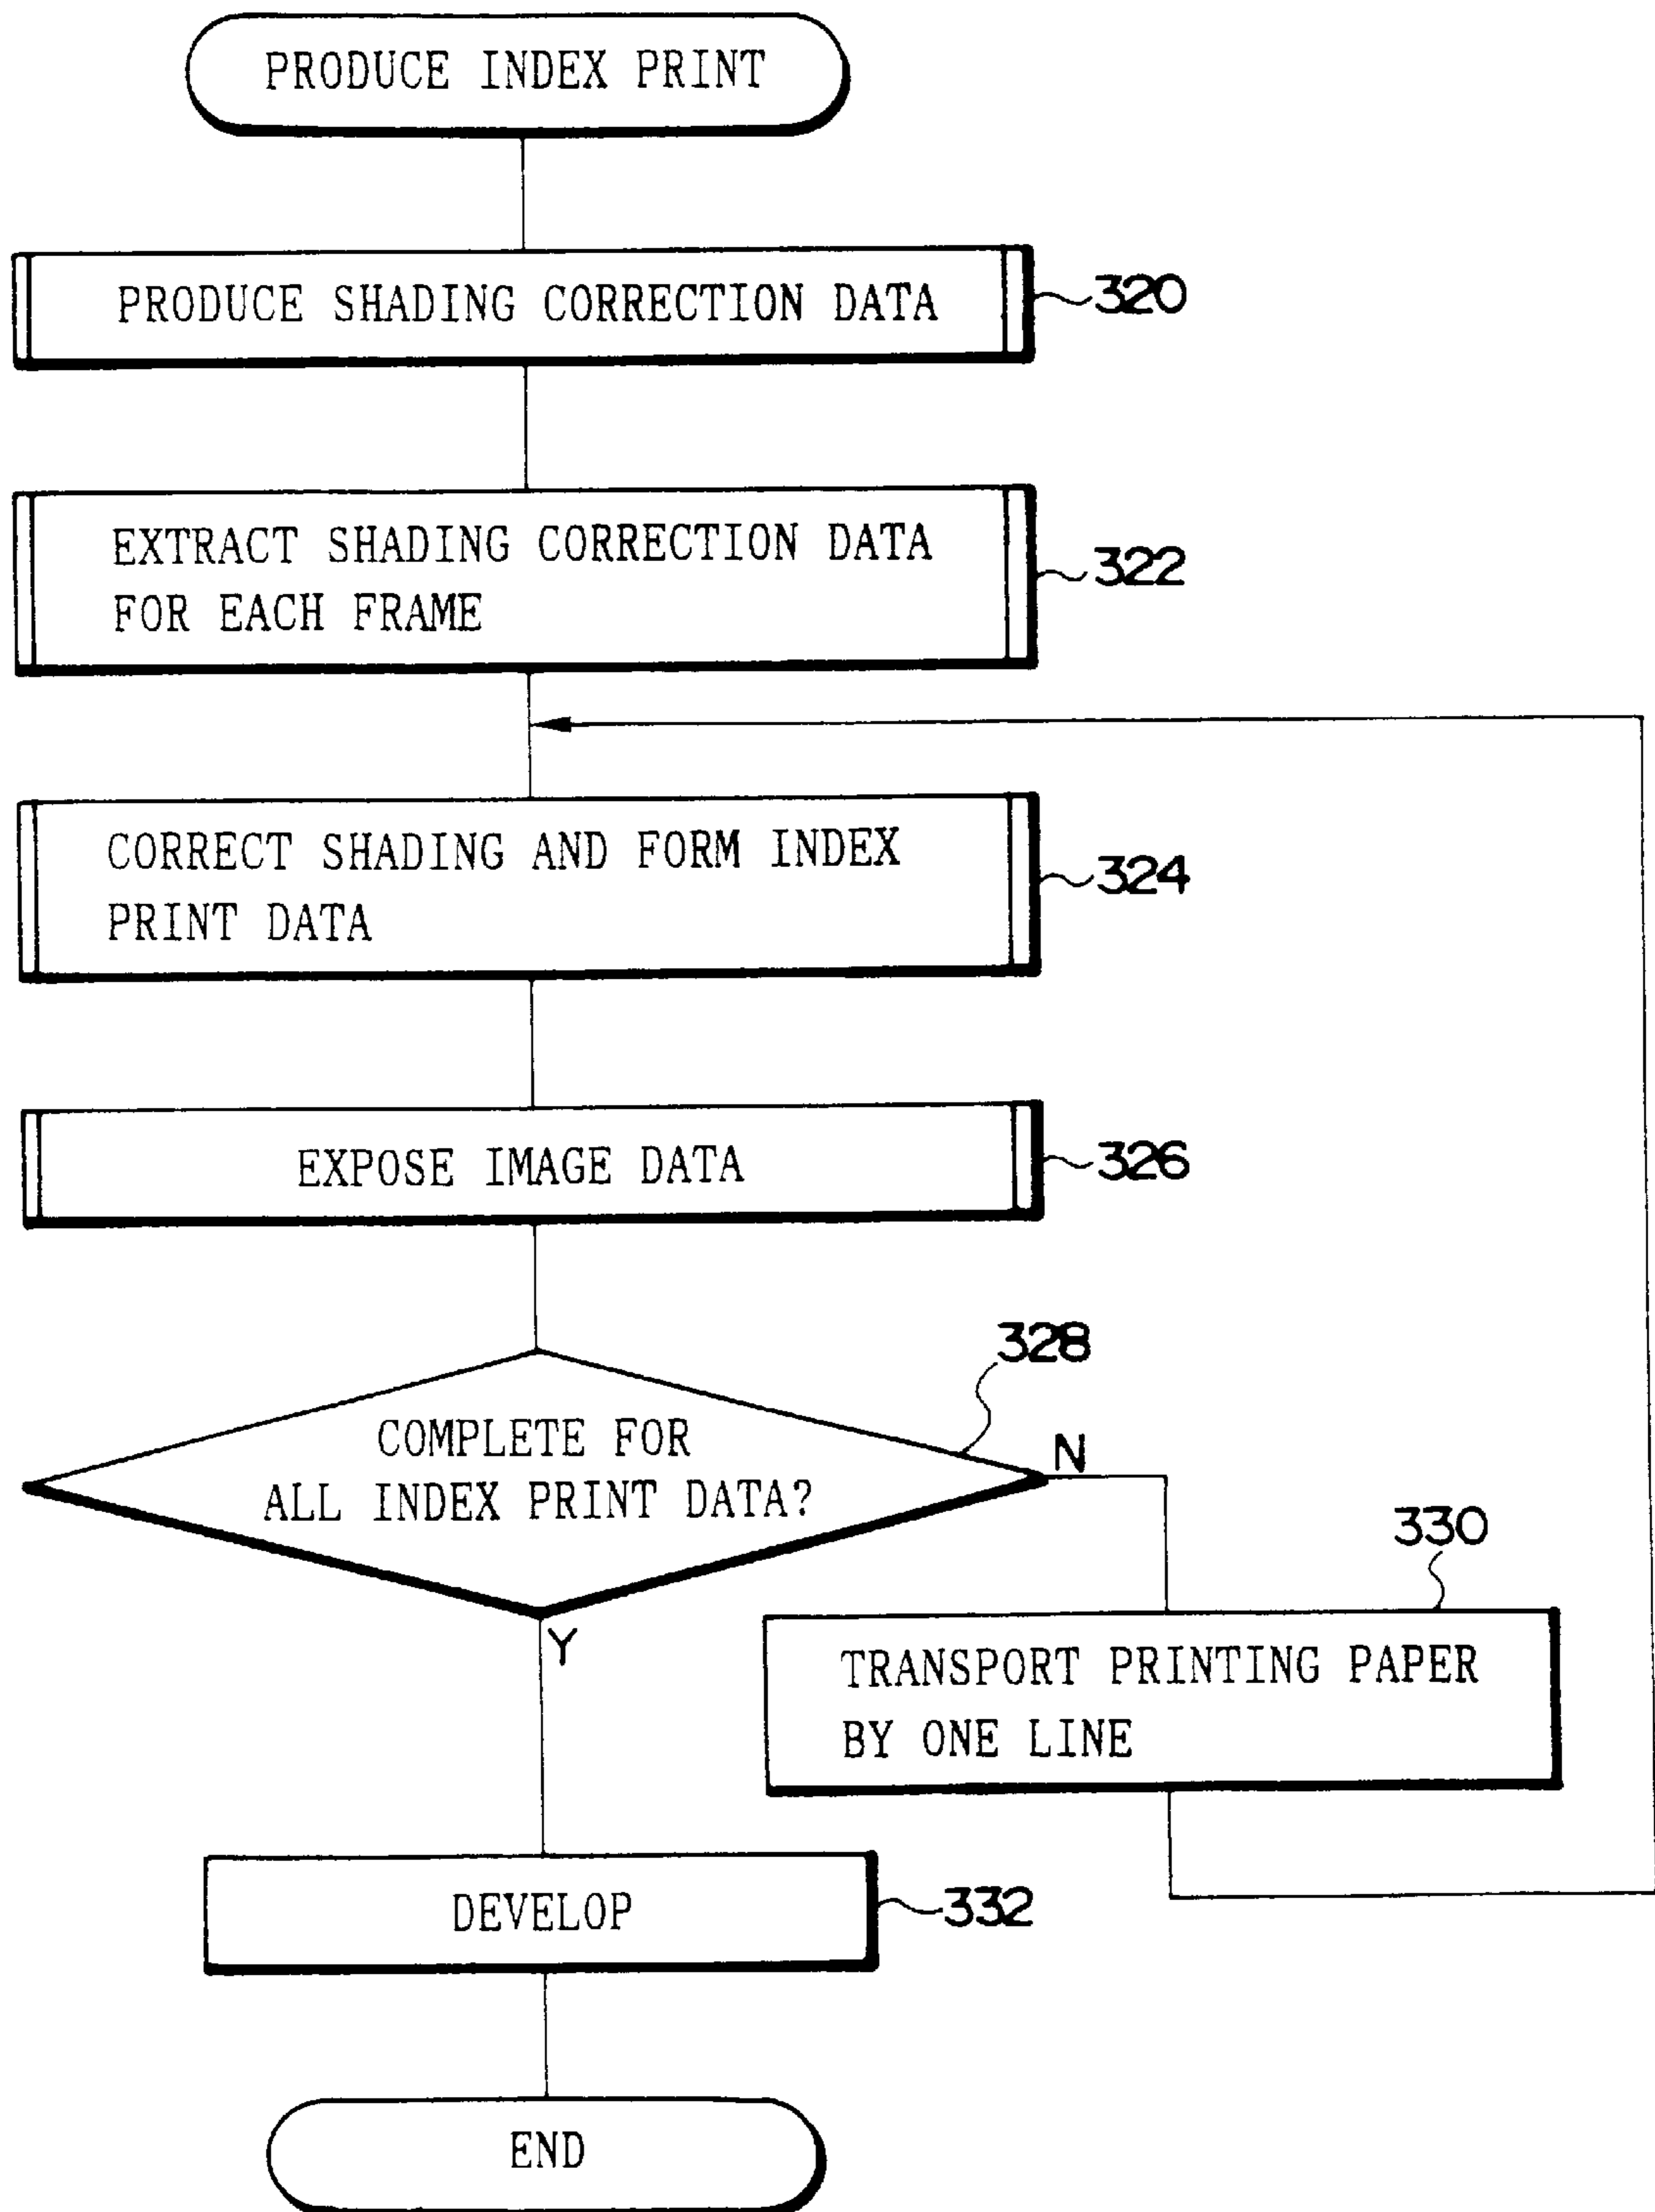 PRODUCE INDEX PRINT
PRODUCE SHADING CORRECTION DATA
320
EXTRACT SHADING CORRECTION DATA
FOR EACH FRAME
322
CORRECT SHADING AND FORM INDEX
PRINT DATA
324
EXPOSE IMAGE DATA
326
328
COMPLETE FOR
ALL INDEX PRINT DATA?
N
Y
330
TRANSPORT PRINTING PAPER
BY ONE LINE
DEVELOP
332
END